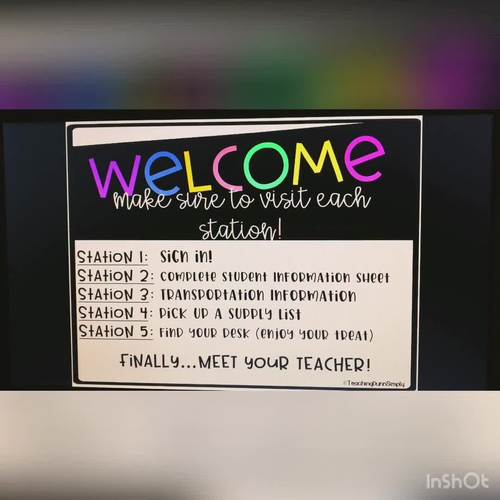 WELCOME
make sure to visit each
station!
STATION 1: SIGN IN!
STATION 2: COMPLETE STUDENT INFORMATION SHEET
STATION 3: TRANSPORTATION INFORMATION
STATION 4: PICK UP A SUPPLY LIST
STATION 5: FIND YOUR DESK (ENJOY YOUR TREAT)
FINALLY...MEET YOUR TEACHER!
©TeachingDunnSimply
InShOt